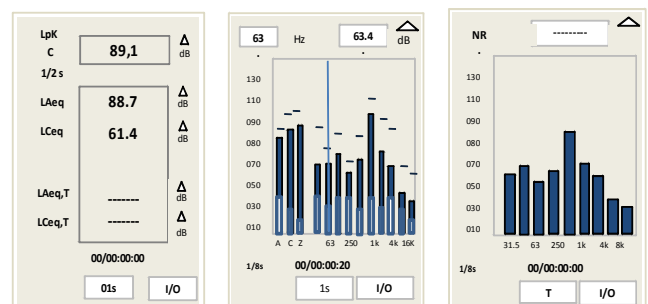 LpK
C
1/2 s
89,1
Δ
dB
LAeq
88.7
Δ
dB
LCeq
61.4
Δ
dB
LAeq,T
-------
Δ
dB
LCeq,T
-------
Δ
dB
00/00:00:00
01s
I/O
63
Hz
63.4
dB
130
110
090
080
070
050
030
010
A C Z 63 250 1k 4k 16K
1/8s
00/00:00:20
1s
I/O
NR
---------
130
110
090
080
070
050
030
010
31.5 63 250 1k 4k 8k
1/8s
00/00:00:00
T
I/O